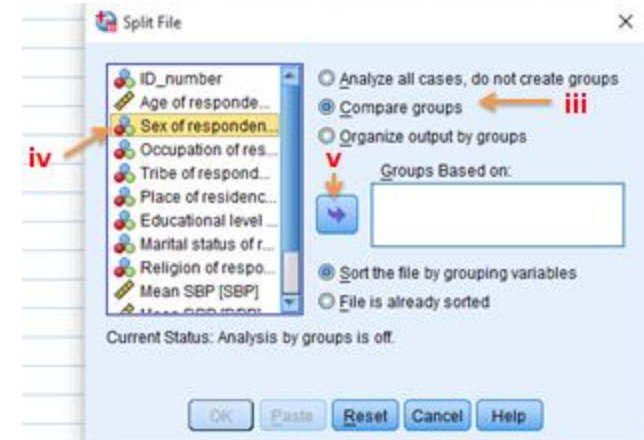 Split File
ID_number
Age of responde...
Sex of responden...
Occupation of res...
Tribe of respond...
Place of residenc...
Educational level ...
Marital status of r...
Religion of respo...
Mean SBP [SBP]
Analyze all cases, do not create groups
Compare groups
iii
Organize output by groups
iv
v
Groups Based on:
Sort the file by grouping variables
File is already sorted
Current Status: Analysis by groups is off.
OK Paste Reset Cancel Help